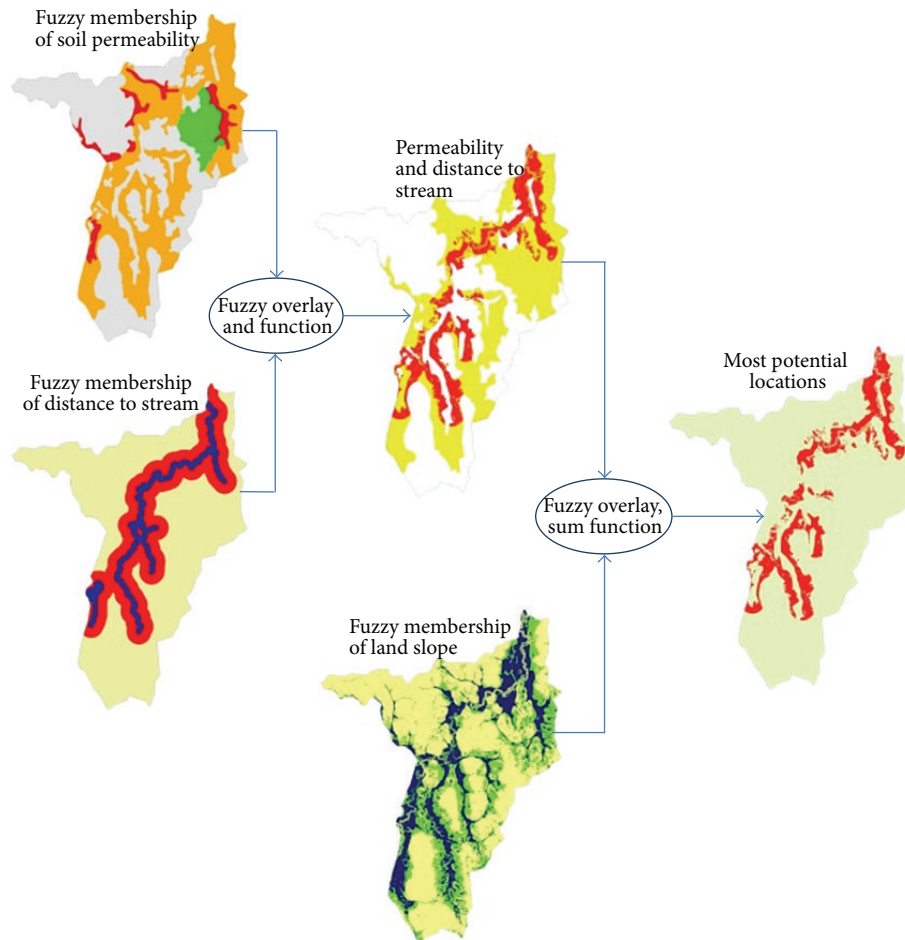 Fuzzy membership
of soil permeability
Permeability
and distance to
stream
Fuzzy overlay
and function
Fuzzy membership
of distance to stream
Most potential
locations
Fuzzy overlay,
sum function
Fuzzy membership
of land slope